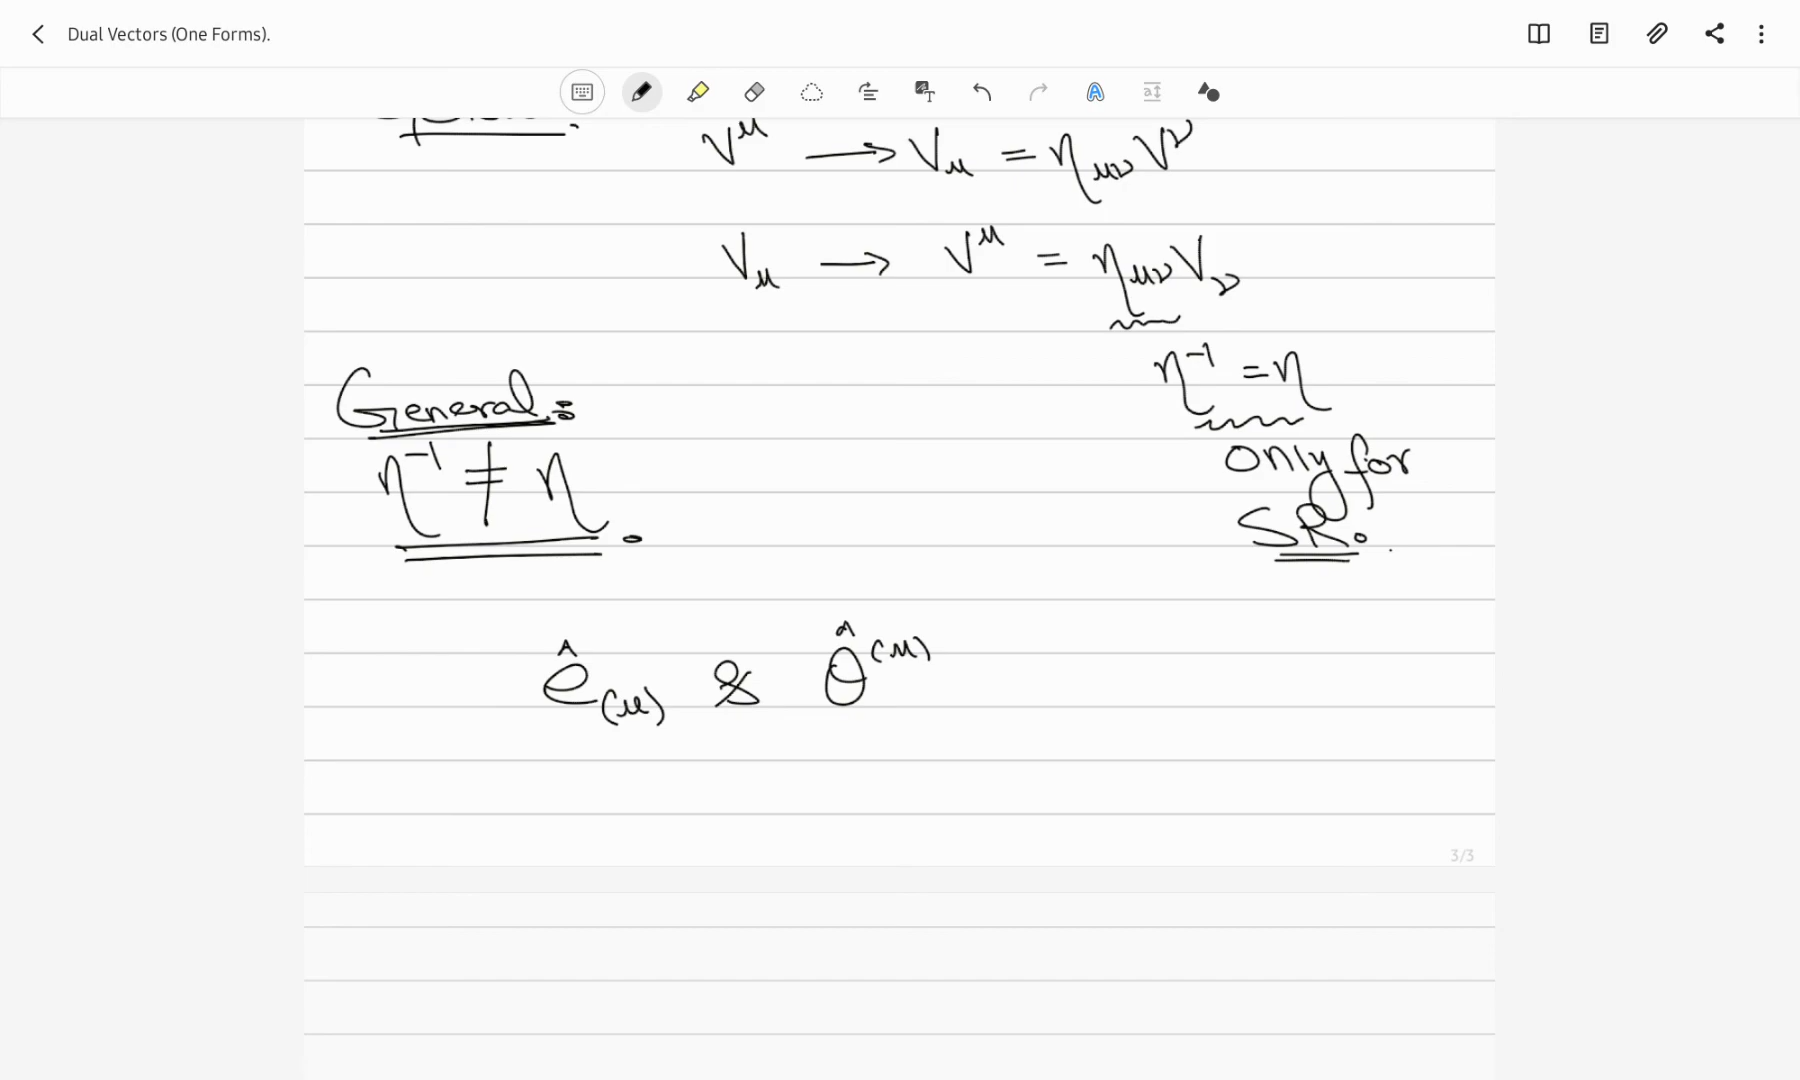 Dual Vectors (One Forms).
V^μ → V_μ = η_μν V^ν
V_μ → V^μ = η_μν V_ν
η^-1 = η
General:
only for
η^-1 ≠ η.
SR.
ê_(μ) & θ̂^(μ)
3/3